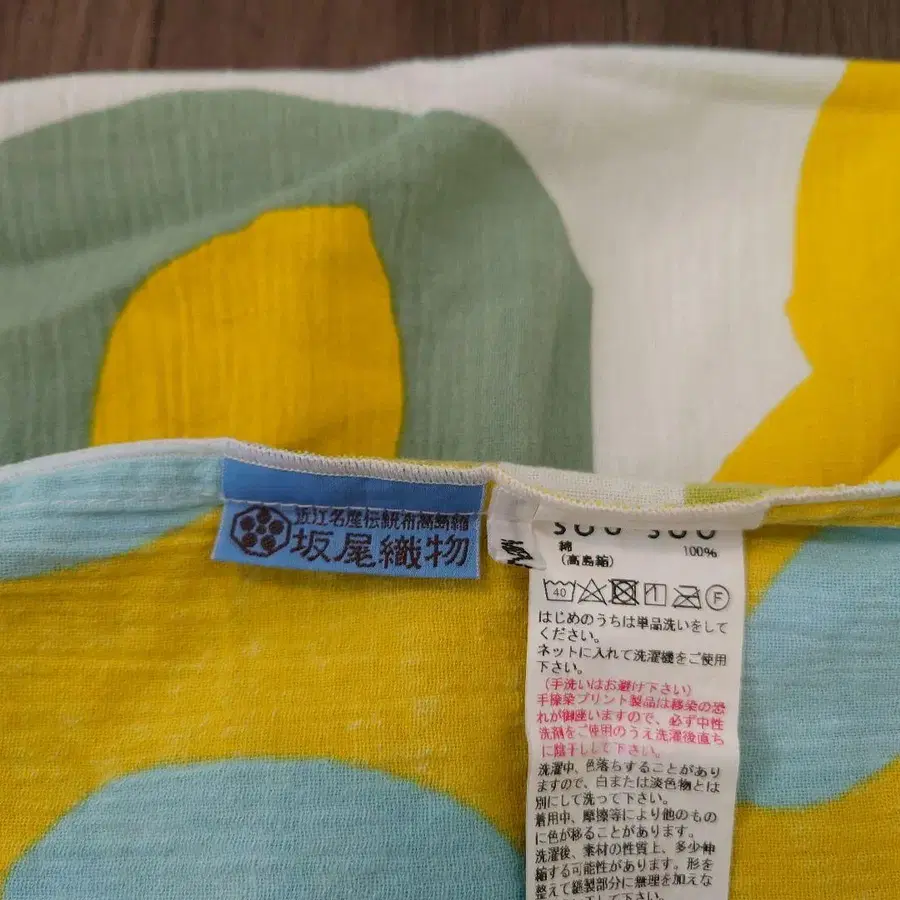 近江名産伝統布高島縮
坂尾織物
SOU・SOU
綿 100%
(高島縮)
40 1 F
はじめのうちは単品洗いをして
ください。
ネットに入れて洗濯機をご使用
下さい。
(手洗いはお避け下さい)
手捺染プリント製品は移染の恐
れが御座いますので、必ず中性
洗剤をご使用のうえ洗濯後直ち
に陰干しして下さい。
洗濯中、色落ちすることがあり
ますので、白または淡色物とは
別にして洗って下さい。
着用中、摩擦等により他のもの
に色が移ることがあります。
洗濯後、素材の性質上、多少伸
縮する可能性があります。形を
整えて縫製部分に無理を加えな